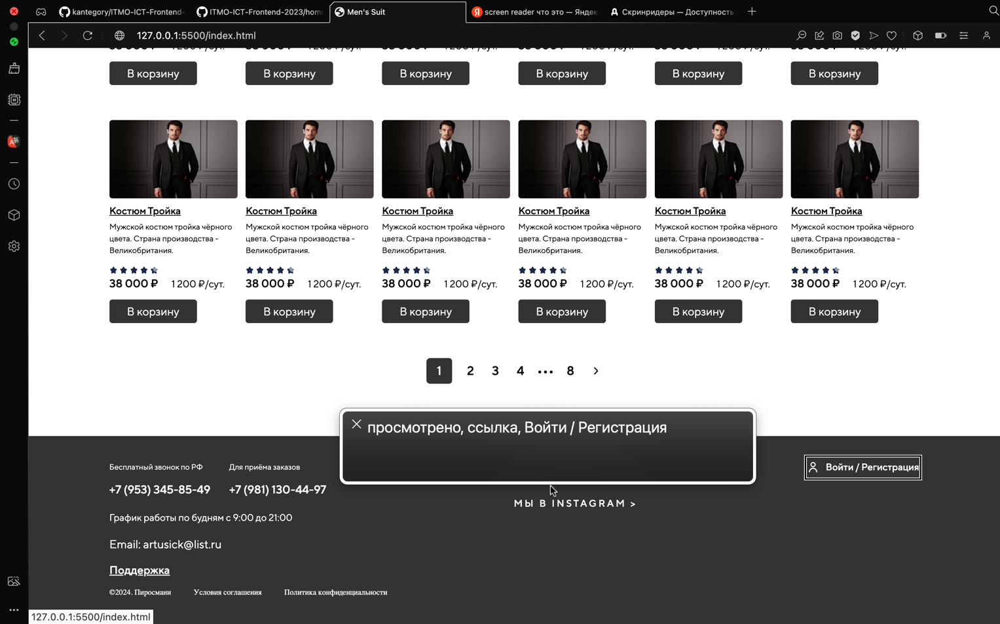 kantegory/ITMO-ICT-Frontend-
ITMO-ICT-Frontend-2023/hom
Men's Suit
screen reader что это — Яндек
Скринридеры — Доступность
127.0.0.1:5500/index.html
В корзину В корзину В корзину В корзину В корзину В корзину
Костюм Тройка Костюм Тройка Костюм Тройка Костюм Тройка Костюм Тройка Костюм Тройка
Мужской костюм тройка чёрного Мужской костюм тройка чёрного Мужской костюм тройка чёрного Мужской костюм тройка чёрного Мужской костюм тройка чёрного Мужской костюм тройка чёрного
цвета. Страна производства - цвета. Страна производства - цвета. Страна производства - цвета. Страна производства - цвета. Страна производства - цвета. Страна производства -
Великобритания. Великобритания. Великобритания. Великобритания. Великобритания. Великобритания.
38 000 ₽ 1 200 ₽/сут. 38 000 ₽ 1 200 ₽/сут. 38 000 ₽ 1 200 ₽/сут. 38 000 ₽ 1 200 ₽/сут. 38 000 ₽ 1 200 ₽/сут. 38 000 ₽ 1 200 ₽/сут.
В корзину В корзину В корзину В корзину В корзину В корзину
1 2 3 4 ... 8 >
просмотрено, ссылка, Войти / Регистрация
Бесплатный звонок по РФ Для приёма заказов
Войти / Регистрация
+7 (953) 345-85-49 +7 (981) 130-44-97
МЫ В INSTAGRAM >
График работы по будням с 9:00 до 21:00
Email: artusick@list.ru
Поддержка
©2024. Пиросмани Условия соглашения Политика конфиденциальности
127.0.0.1:5500/index.html